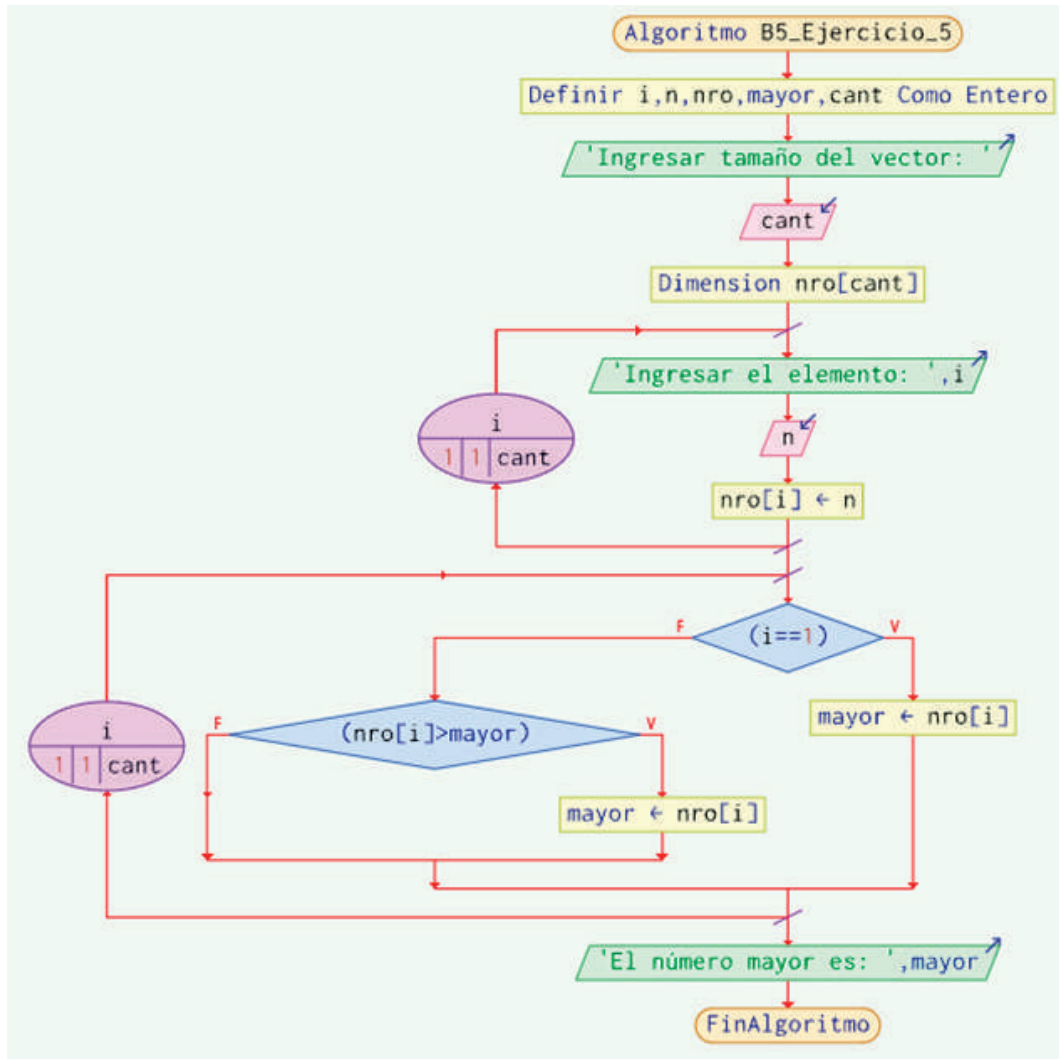 Algoritmo B5_Ejercicio_5
Definir i,n,nro,mayor,cant Como Entero
'Ingresar tamaño del vector: '
cant
Dimension nro[cant]
'Ingresar el elemento: ',i
i
1 1 cant
n
nro[i] ← n
F
(i==1)
V
mayor ← nro[i]
i
1 1 cant
F
(nro[i]>mayor)
V
mayor ← nro[i]
'El número mayor es: ',mayor
FinAlgoritmo